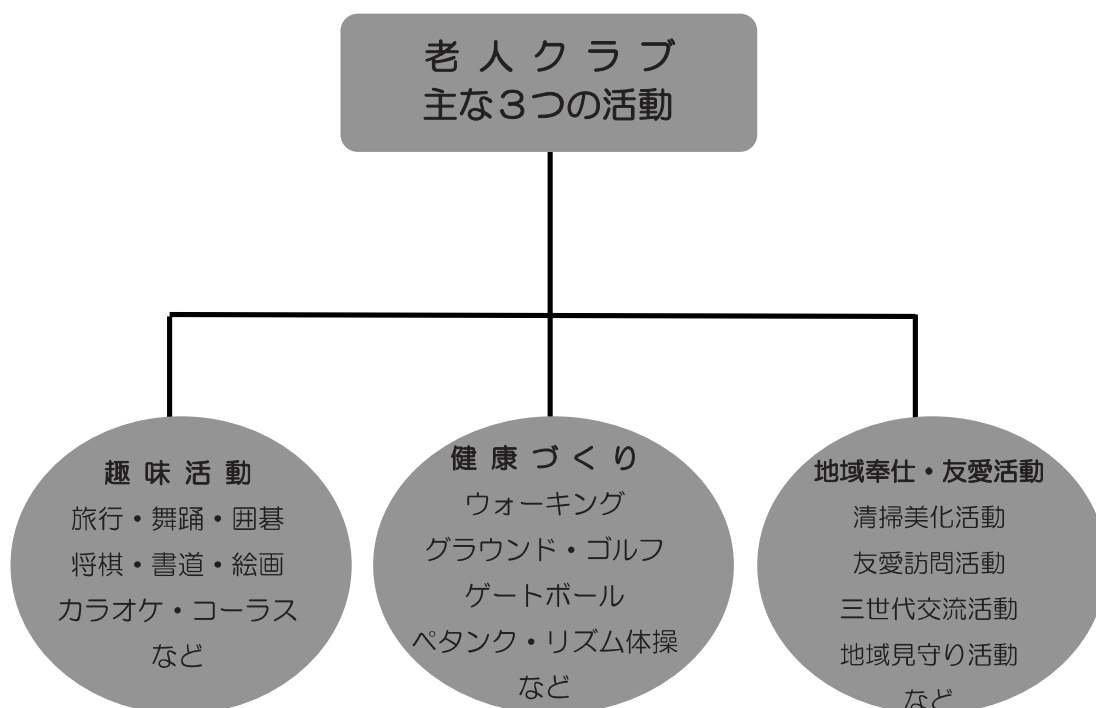 老人クラブ
主な３つの活動
趣味活動
旅行・舞踊・囲碁
将棋・書道・絵画
カラオケ・コーラス
など
健康づくり
ウォーキング
グラウンド・ゴルフ
ゲートボール
ペタンク・リズム体操
など
地域奉仕・友愛活動
清掃美化活動
友愛訪問活動
三世代交流活動
地域見守り活動
など